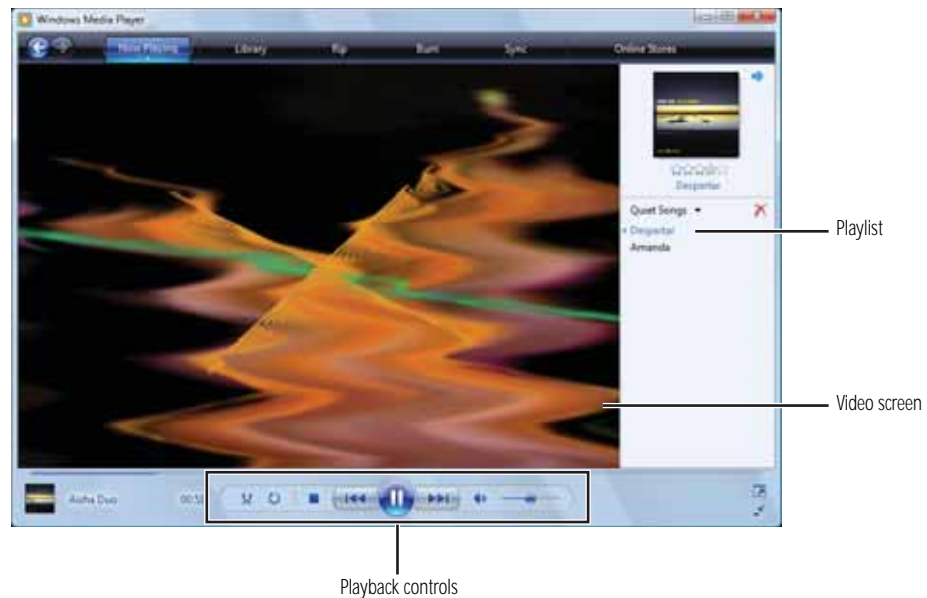 Windows Media Player
Now Playing Library Rip Burn Sync Online Stores
Despertar
Quiet Songs
Despertar
Amanda
Playlist
Video screen
Aisha Duo
Playback controls